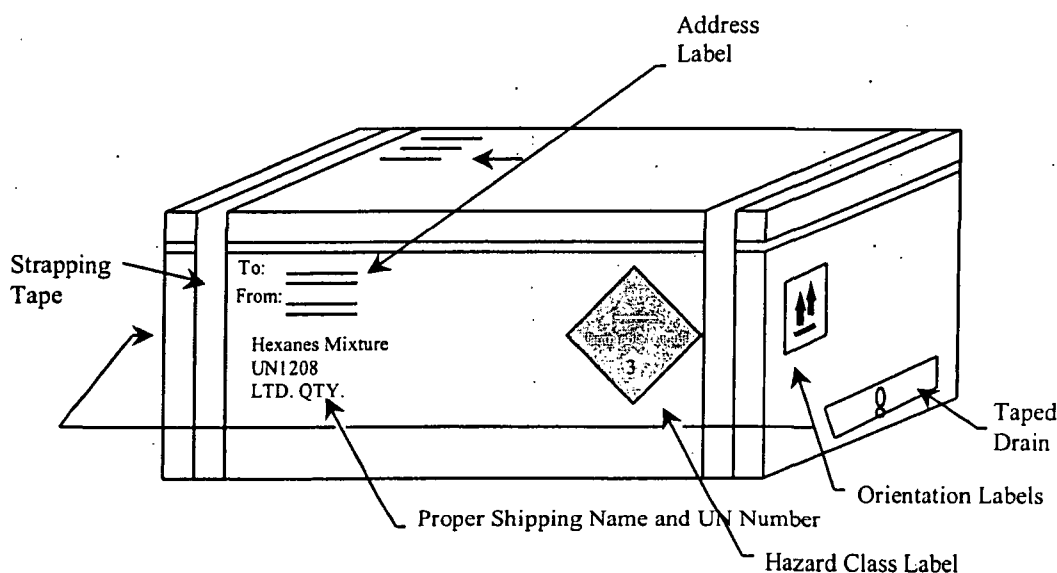 Address
Label
Strapping
Tape
To:
From:
Hexanes Mixture
UN1208
LTD. QTY.
3
Taped
Drain
Orientation Labels
Proper Shipping Name and UN Number
Hazard Class Label